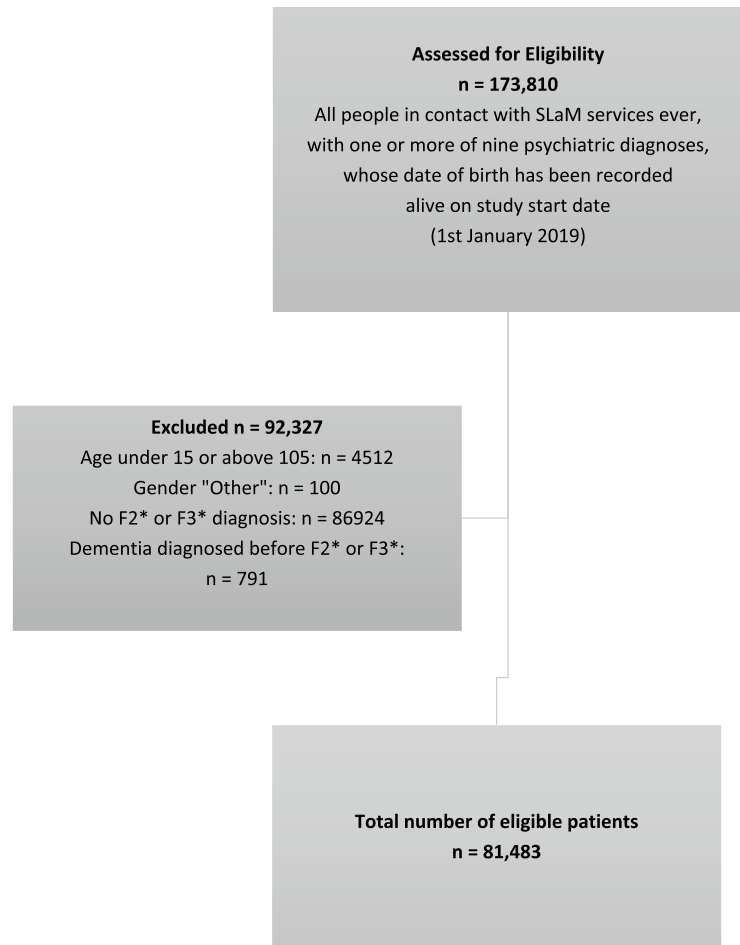 Assessed for Eligibility
n = 173,810
All people in contact with SLaM services ever,
with one or more of nine psychiatric diagnoses,
whose date of birth has been recorded
alive on study start date
(1st January 2019)
Excluded n = 92,327
Age under 15 or above 105: n = 4512
Gender "Other": n = 100
No F2* or F3* diagnosis: n = 86924
Dementia diagnosed before F2* or F3*:
n = 791
Total number of eligible patients
n = 81,483